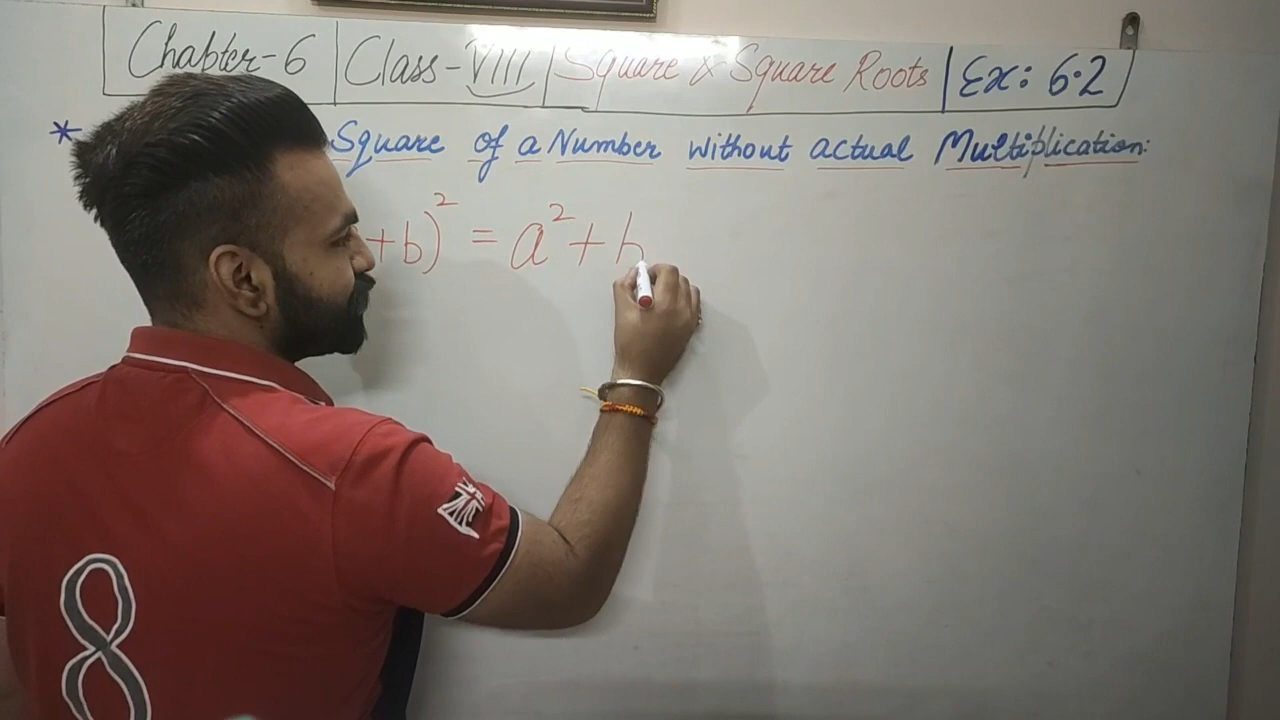 Chapter-6 Class-VIII Square & Square Roots Ex: 6.2
* Square of a Number without actual Multiplication:
+b)² = a² + b
8